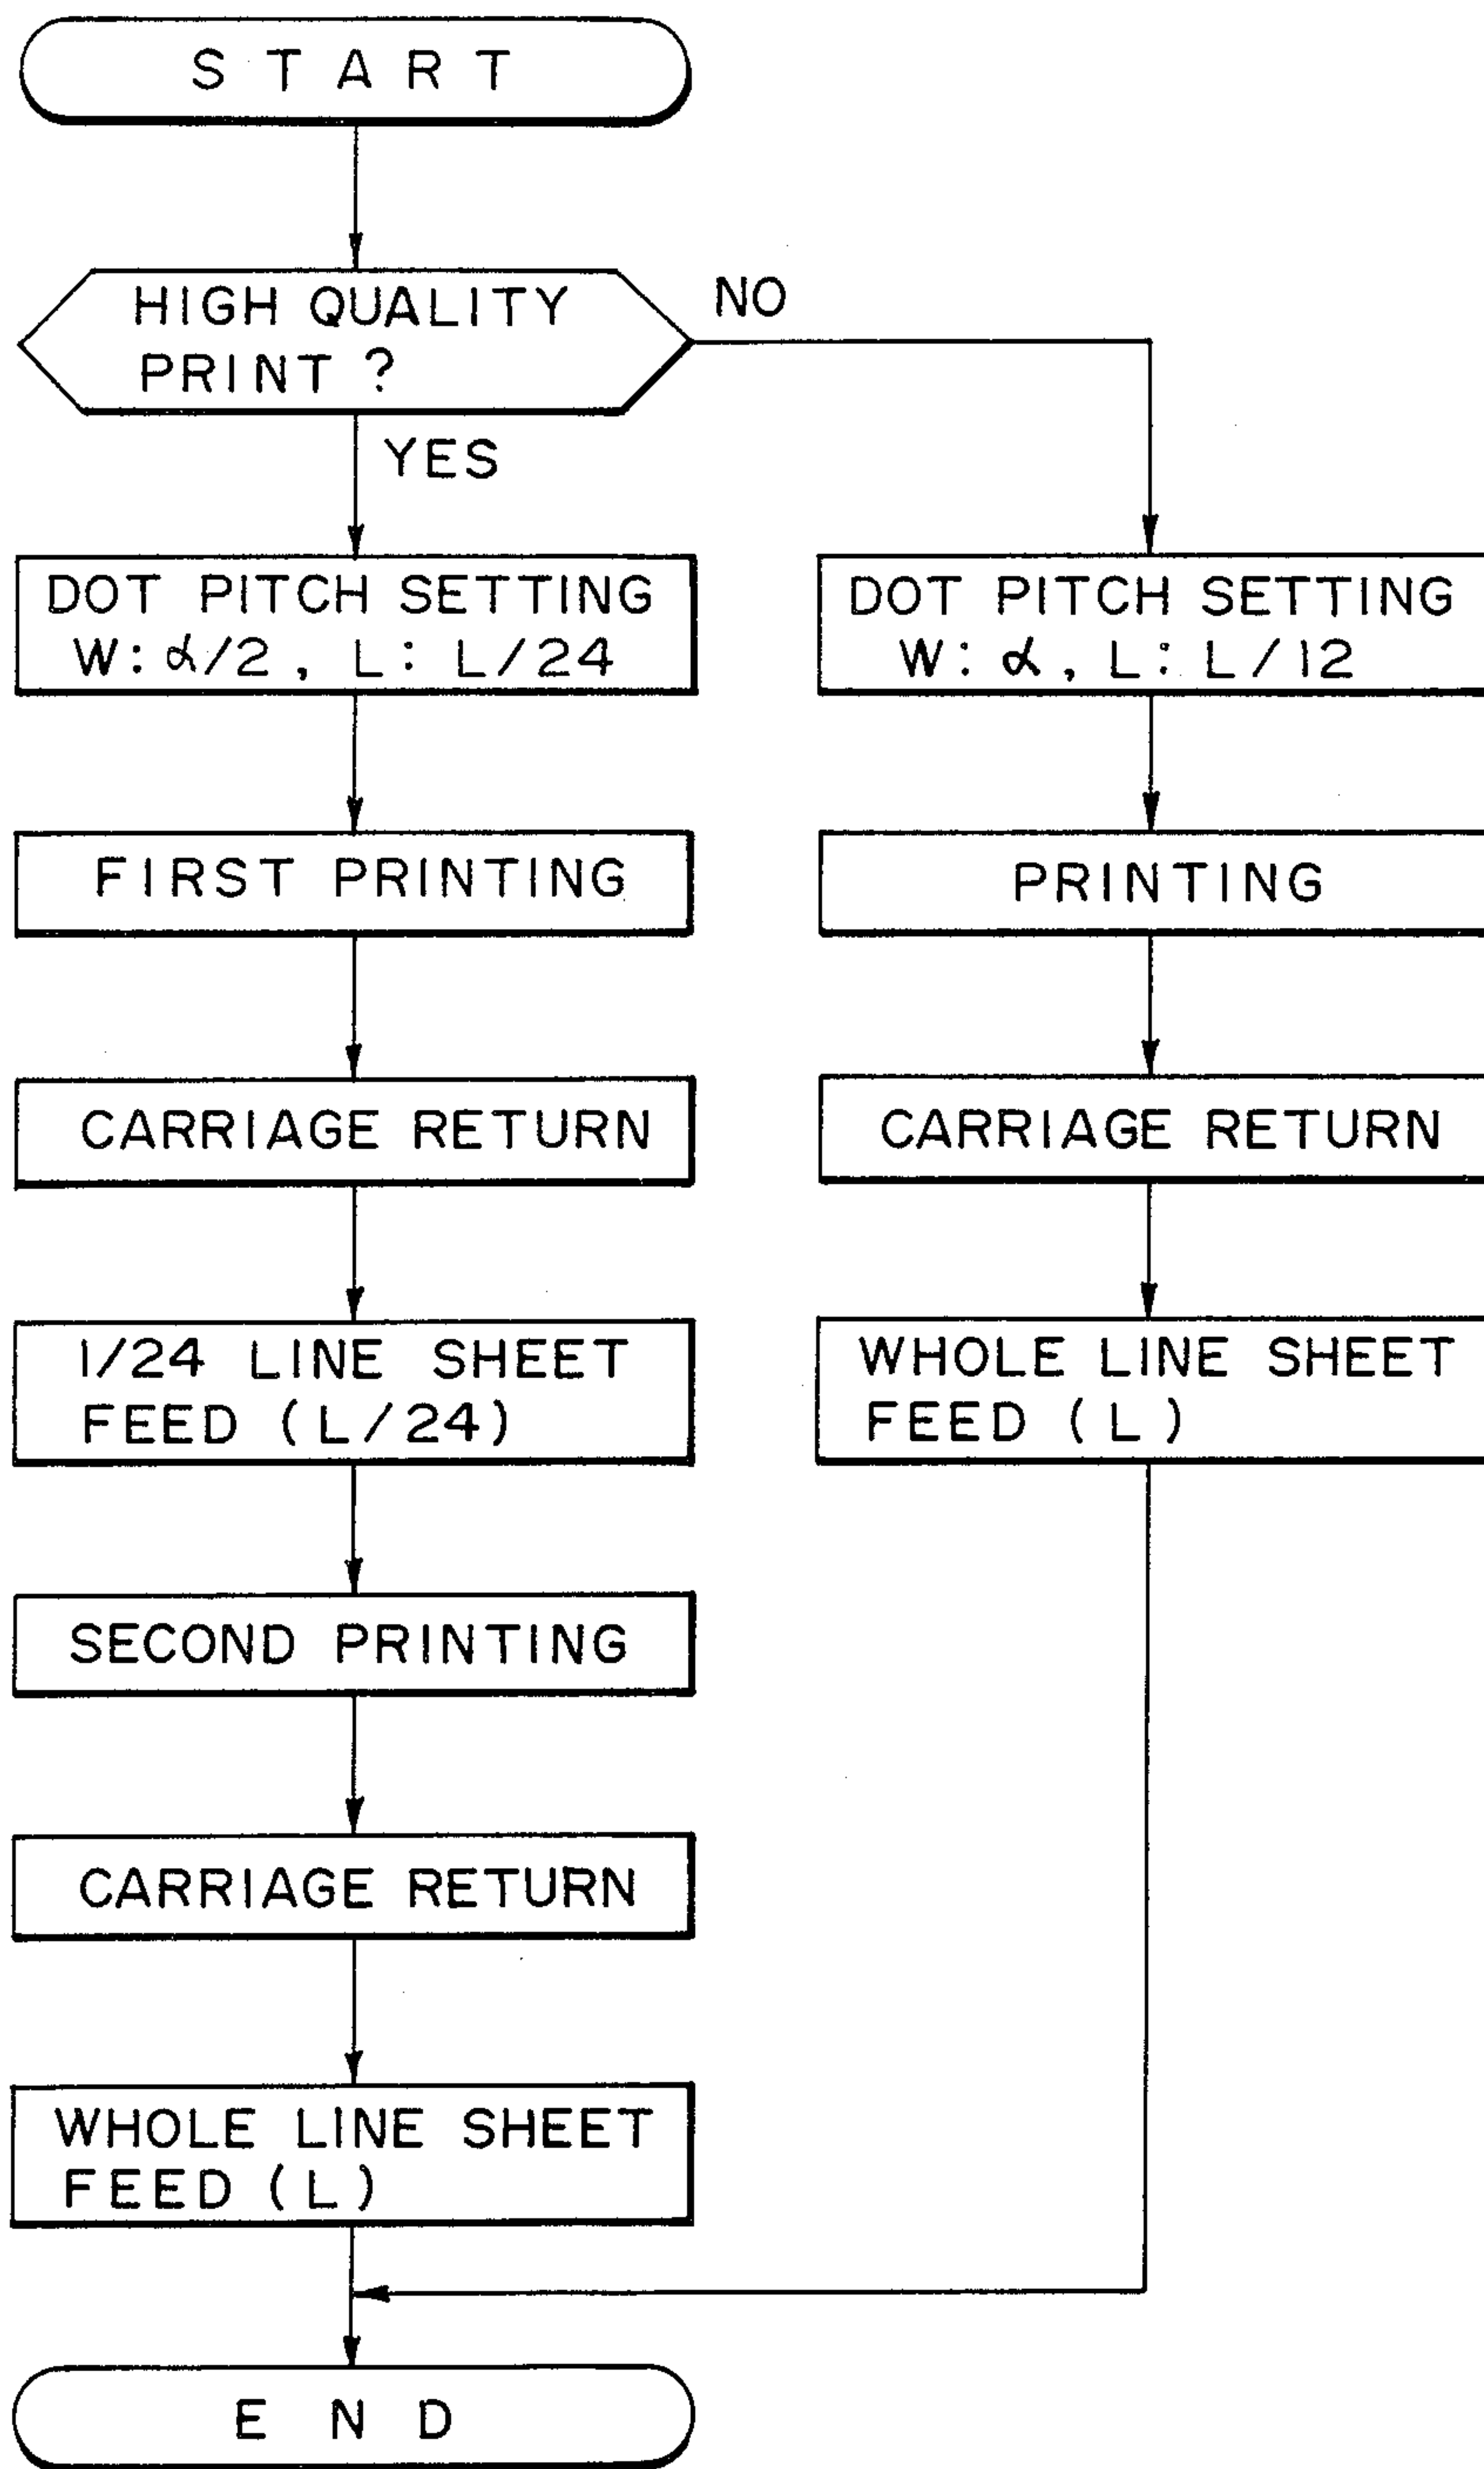 START
HIGH QUALITY
PRINT ?
NO
YES
DOT PITCH SETTING
W: α/2, L: L/24
FIRST PRINTING
CARRIAGE RETURN
1/24 LINE SHEET
FEED (L/24)
SECOND PRINTING
CARRIAGE RETURN
WHOLE LINE SHEET
FEED (L)
DOT PITCH SETTING
W: α, L: L/12
PRINTING
CARRIAGE RETURN
WHOLE LINE SHEET
FEED (L)
END